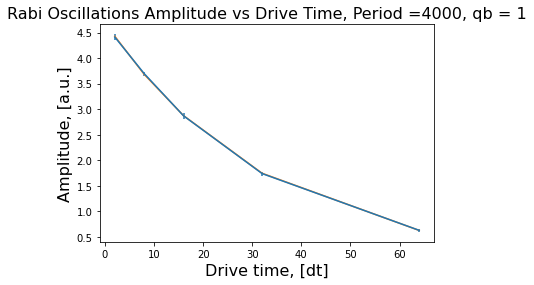 Rabi Oscillations Amplitude vs Drive Time, Period =4000, qb = 1
Amplitude, [a.u.]
4.5
4.0
3.5
3.0
2.5
2.0
1.5
1.0
0.5
0 10 20 30 40 50 60
Drive time, [dt]